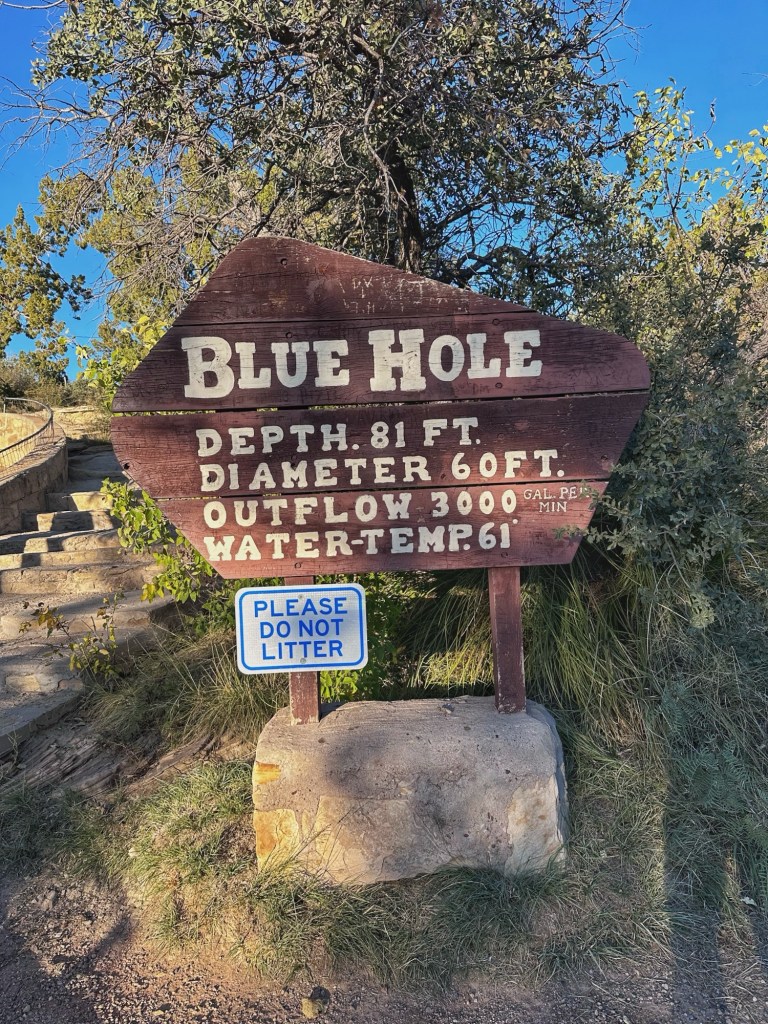 BLUE HOLE
DEPTH. 81 FT.
DIAMETER 60FT.
OUTFLOW 3000 GAL. PER MIN
WATER-TEMP. 61°
PLEASE
DO NOT
LITTER